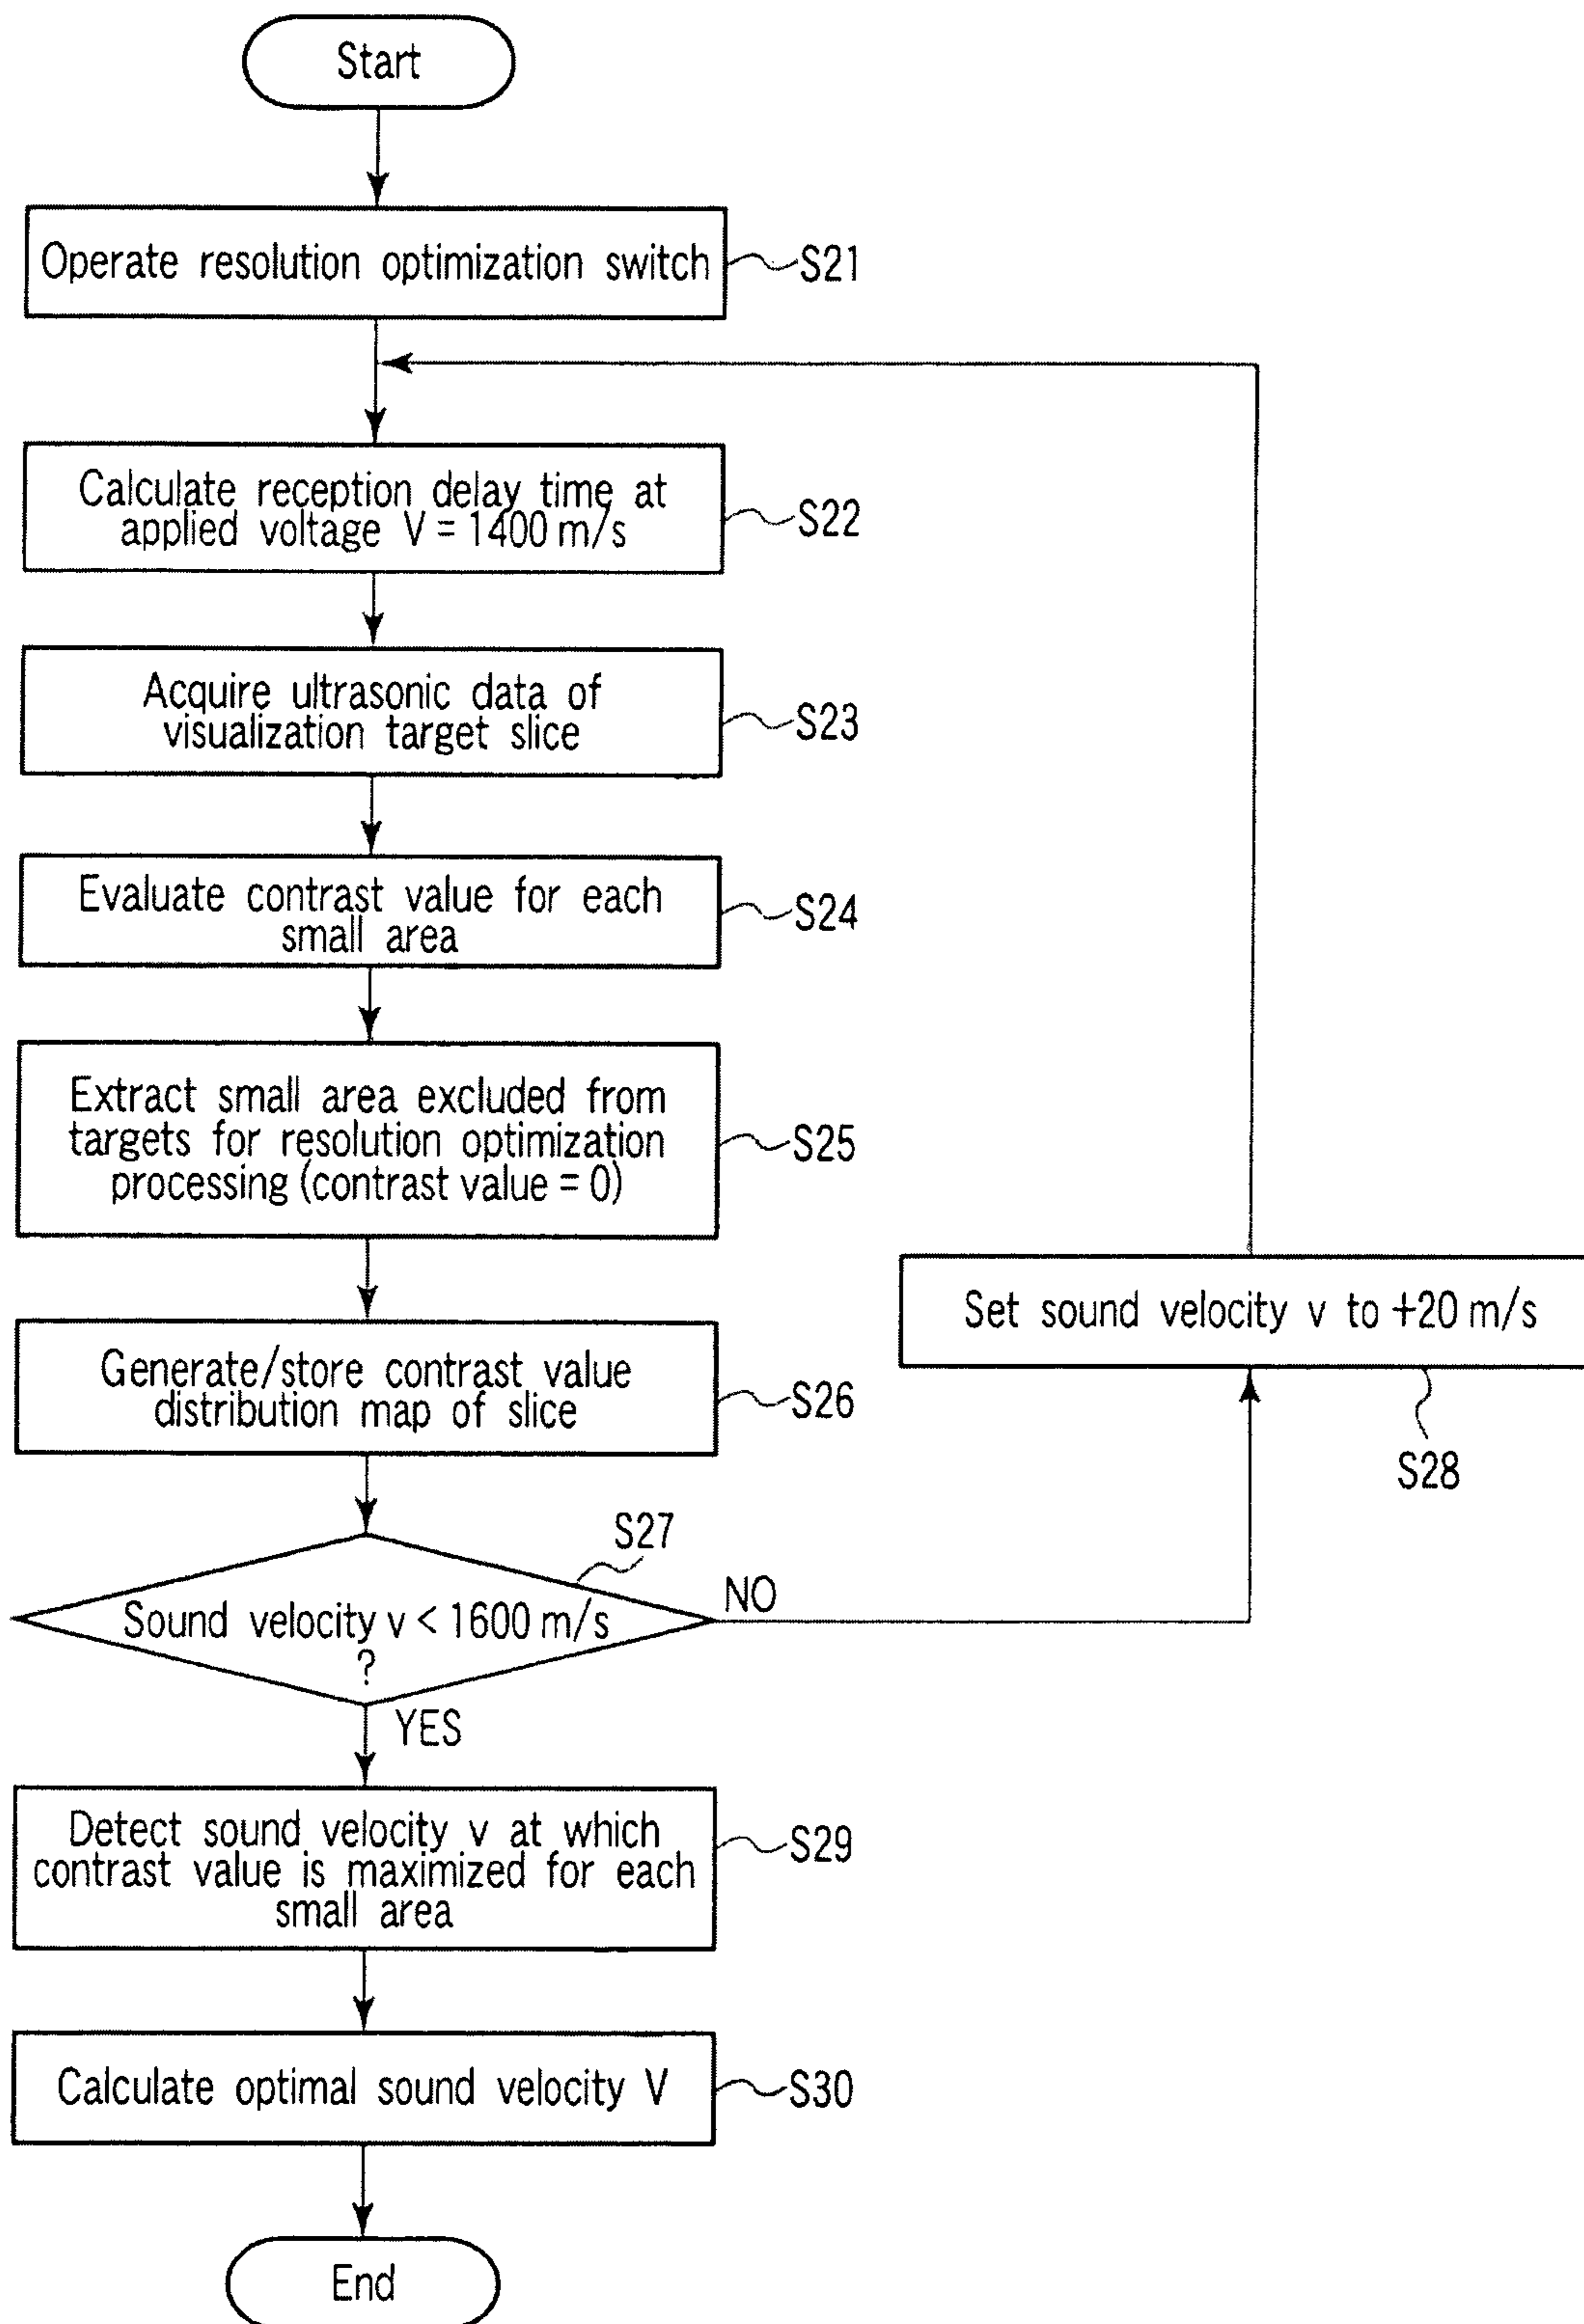 Start
Operate resolution optimization switch
S21
Calculate reception delay time at
applied voltage V = 1400 m/s
S22
Acquire ultrasonic data of
visualization target slice
S23
Evaluate contrast value for each
small area
S24
Extract small area excluded from
targets for resolution optimization
processing (contrast value = 0)
S25
Set sound velocity v to +20 m/s
S28
Generate/store contrast value
distribution map of slice
S26
S27
Sound velocity v < 1600 m/s
?
NO
YES
Detect sound velocity v at which
contrast value is maximized for each
small area
S29
Calculate optimal sound velocity V
S30
End